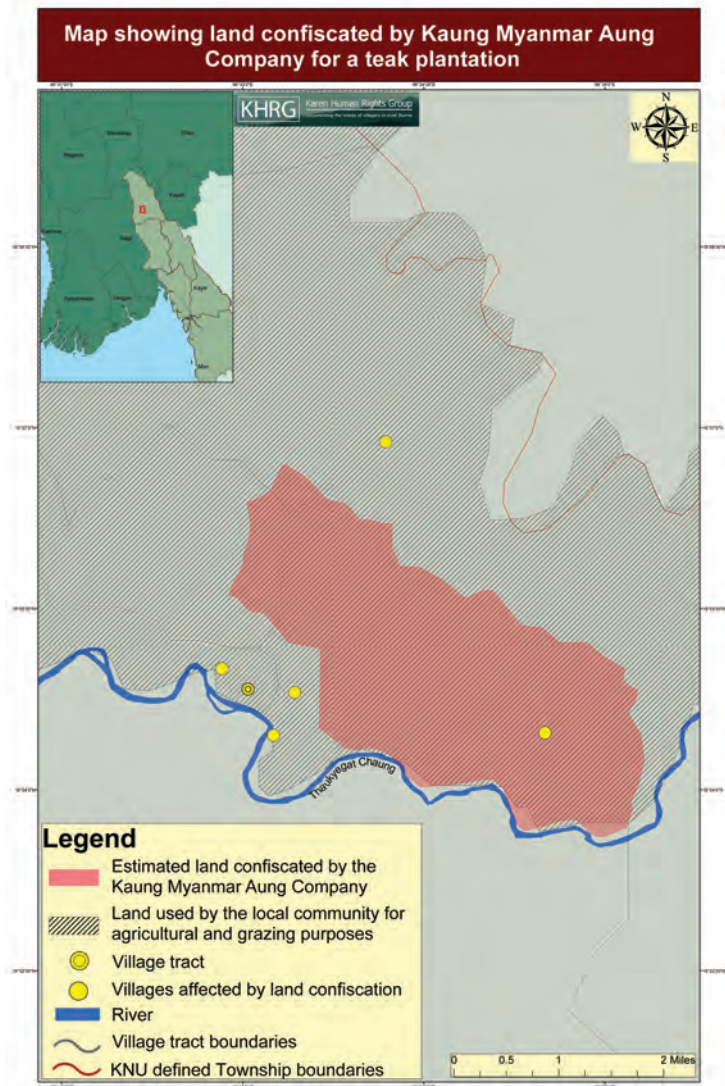 Map showing land confiscated by Kaung Myanmar Aung
Company for a teak plantation
KHRG
Karen Human Rights Group
N
W
E
S
Thaukyegat Chaung
Legend
Estimated land confiscated by the
Kaung Myanmar Aung Company
Land used by the local community for
agricultural and grazing purposes
Village tract
Villages affected by land confiscation
River
Village tract boundaries
KNU defined Township boundaries
0
0.5
1
2 Miles